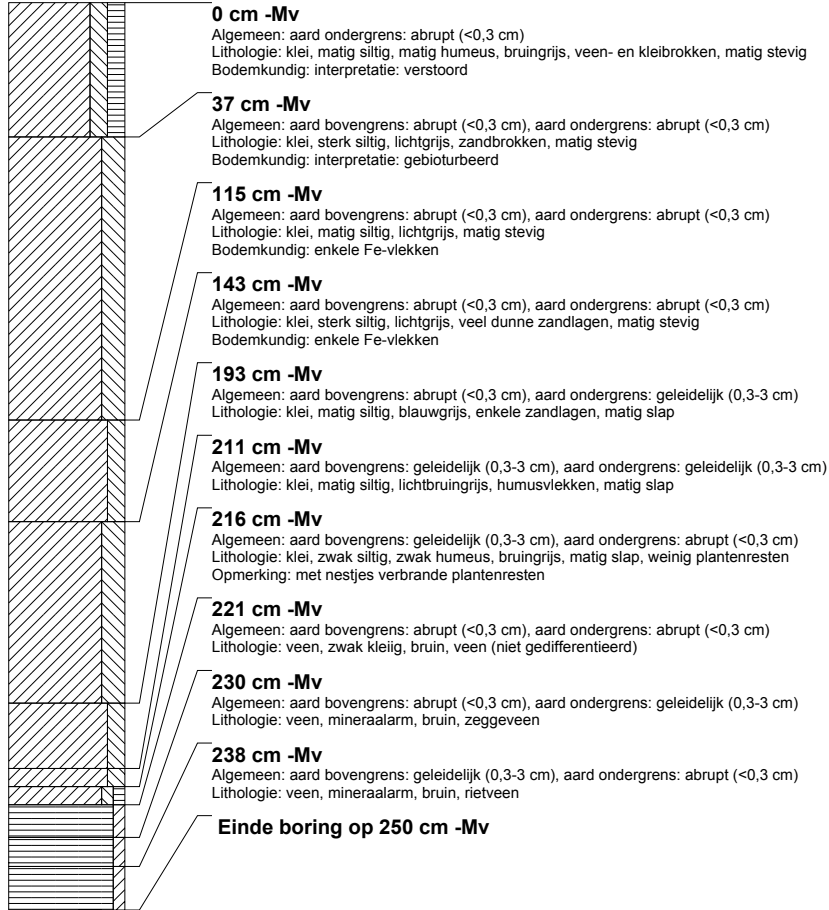 0 cm -Mv
Algemeen: aard ondergrens: abrupt (<0,3 cm)
Lithologie: klei, matig siltig, matig humeus, bruingrijs, veen- en kleibrokken, matig stevig
Bodemkundig: interpretatie: verstoord
37 cm -Mv
Algemeen: aard bovengrens: abrupt (<0,3 cm), aard ondergrens: abrupt (<0,3 cm)
Lithologie: klei, sterk siltig, lichtgrijs, zandbrokken, matig stevig
Bodemkundig: interpretatie: gebioturbeerd
115 cm -Mv
Algemeen: aard bovengrens: abrupt (<0,3 cm), aard ondergrens: abrupt (<0,3 cm)
Lithologie: klei, matig siltig, lichtgrijs, matig stevig
Bodemkundig: enkele Fe-vlekken
143 cm -Mv
Algemeen: aard bovengrens: abrupt (<0,3 cm), aard ondergrens: abrupt (<0,3 cm)
Lithologie: klei, sterk siltig, lichtgrijs, veel dunne zandlagen, matig stevig
Bodemkundig: enkele Fe-vlekken
193 cm -Mv
Algemeen: aard bovengrens: abrupt (<0,3 cm), aard ondergrens: geleidelijk (0,3-3 cm)
Lithologie: klei, matig siltig, blauwgrijs, enkele zandlagen, matig slap
211 cm -Mv
Algemeen: aard bovengrens: geleidelijk (0,3-3 cm), aard ondergrens: geleidelijk (0,3-3 cm)
Lithologie: klei, matig siltig, lichtbruingrijs, humusvlekken, matig slap
216 cm -Mv
Algemeen: aard bovengrens: geleidelijk (0,3-3 cm), aard ondergrens: abrupt (<0,3 cm)
Lithologie: klei, zwak siltig, zwak humeus, bruingrijs, matig slap, weinig plantenresten
Opmerking: met nestjes verbrande plantenresten
221 cm -Mv
Algemeen: aard bovengrens: abrupt (<0,3 cm), aard ondergrens: abrupt (<0,3 cm)
Lithologie: veen, zwak kleiig, bruin, veen (niet gedifferentieerd)
230 cm -Mv
Algemeen: aard bovengrens: abrupt (<0,3 cm), aard ondergrens: geleidelijk (0,3-3 cm)
Lithologie: veen, mineraalarm, bruin, zeggeveen
238 cm -Mv
Algemeen: aard bovengrens: geleidelijk (0,3-3 cm), aard ondergrens: abrupt (<0,3 cm)
Lithologie: veen, mineraalarm, bruin, rietveen
Einde boring op 250 cm -Mv